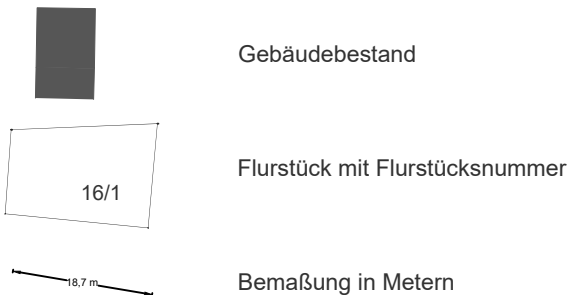 Gebäudebestand
16/1
Flurstück mit Flurstücksnummer
18,7 m
Bemaßung in Metern